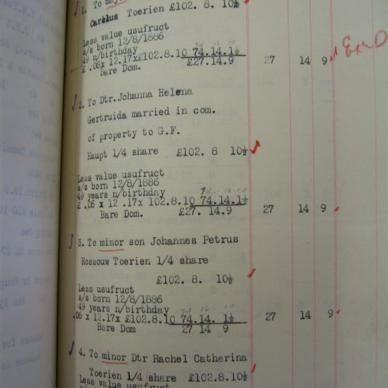 1. To
Carolus Toerien £102. 8. 10½
Less value usufruct
s/s born 12/8/1886
49 n/birthday
£.06x 12.17x102.8.10 74.14.1½
£27.14.9 27 14 9
Bare Dom.
2. To Dtr.Johanna Helena
Gertruida married in com.
of property to G.F.
Haupt 1/4 share £102. 8 10½
Less value usufruct
s/s born 12/8/1886
49 years n/birthday
£.06 x 12.17x £102.8.10 74.14.1½
Bare Dom. £27.14.9 27 14 9
3. To minor son Johannes Petrus
Rossouw Toerien 1/4 share
£102. 8. 10½
Less usufruct
s/s born 12/8/1886
49 years n/birthday
.06 x 12.17x £102.8.10 74.14.1½
Bare Dom 27 14 9 27 14 9
4. To minor Dtr Rachel Catherina
Toerien 1/4 share £102.8.10½
Less value usufruct